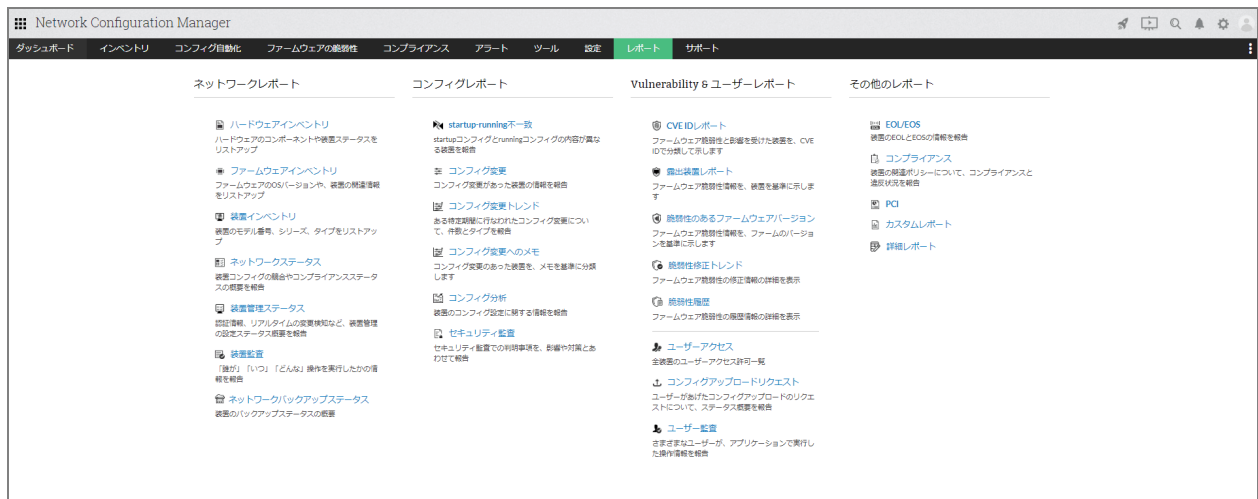 Network Configuration Manager
ダッシュボード インベントリ コンフィグ自動化 ファームウェアの脆弱性 コンプライアンス アラート ツール 設定 レポート サポート
ネットワークレポート
ハードウェアインベントリ
ハードウェアのコンポーネントや装置ステータスを
リストアップ
ファームウェアインベントリ
ファームウェアのOSバージョンや、装置の関連情報
をリストアップ
装置インベントリ
装置のモデル番号、シリーズ、タイプをリストアッ
プ
ネットワークステータス
装置コンフィグの競合やコンプライアンスステータ
スの概要を報告
装置管理ステータス
認証情報、リアルタイムの変更検知など、装置管理
の設定ステータス概要を報告
装置監査
「誰が」「いつ」「どんな」操作を実行したかの情
報を報告
ネットワークバックアップステータス
装置のバックアップステータスの概要
コンフィグレポート
startup-running不一致
startupコンフィグとrunningコンフィグの内容が異な
る装置を報告
コンフィグ変更
コンフィグ変更があった装置の情報を報告
コンフィグ変更トレンド
ある特定期間に行なわれたコンフィグ変更につい
て、件数とタイプを報告
コンフィグ変更へのメモ
コンフィグ変更のあった装置を、メモを基準に分類
します
コンフィグ分析
装置のコンフィグ設定に関する情報を報告
セキュリティ監査
セキュリティ監査での判明事項を、影響や対策とあ
わせて報告
Vulnerability & ユーザーレポート
CVE IDレポート
ファームウェア脆弱性と影響を受けた装置を、CVE
IDで分類して示します
露出装置レポート
ファームウェア脆弱性情報を、装置を基準に示しま
す
脆弱性のあるファームウェアバージョン
ファームウェア脆弱性情報を、ファームのバージョ
ンを基準に示します
脆弱性修正トレンド
ファームウェア脆弱性の修正情報の詳細を表示
脆弱性履歴
ファームウェア脆弱性の履歴情報の詳細を表示
ユーザーアクセス
全装置のユーザーアクセス許可一覧
コンフィグアップロードリクエスト
ユーザーがあげたコンフィグアップロードのリクエ
ストについて、ステータス概要を報告
ユーザー監査
さまざまなユーザーが、アプリケーションで実行し
た操作情報を報告
その他のレポート
EOL/EOS
装置のEOLとEOSの情報を報告
コンプライアンス
装置の関連ポリシーについて、コンプライアンスと
違反状況を報告
PCI
カスタムレポート
詳細レポート